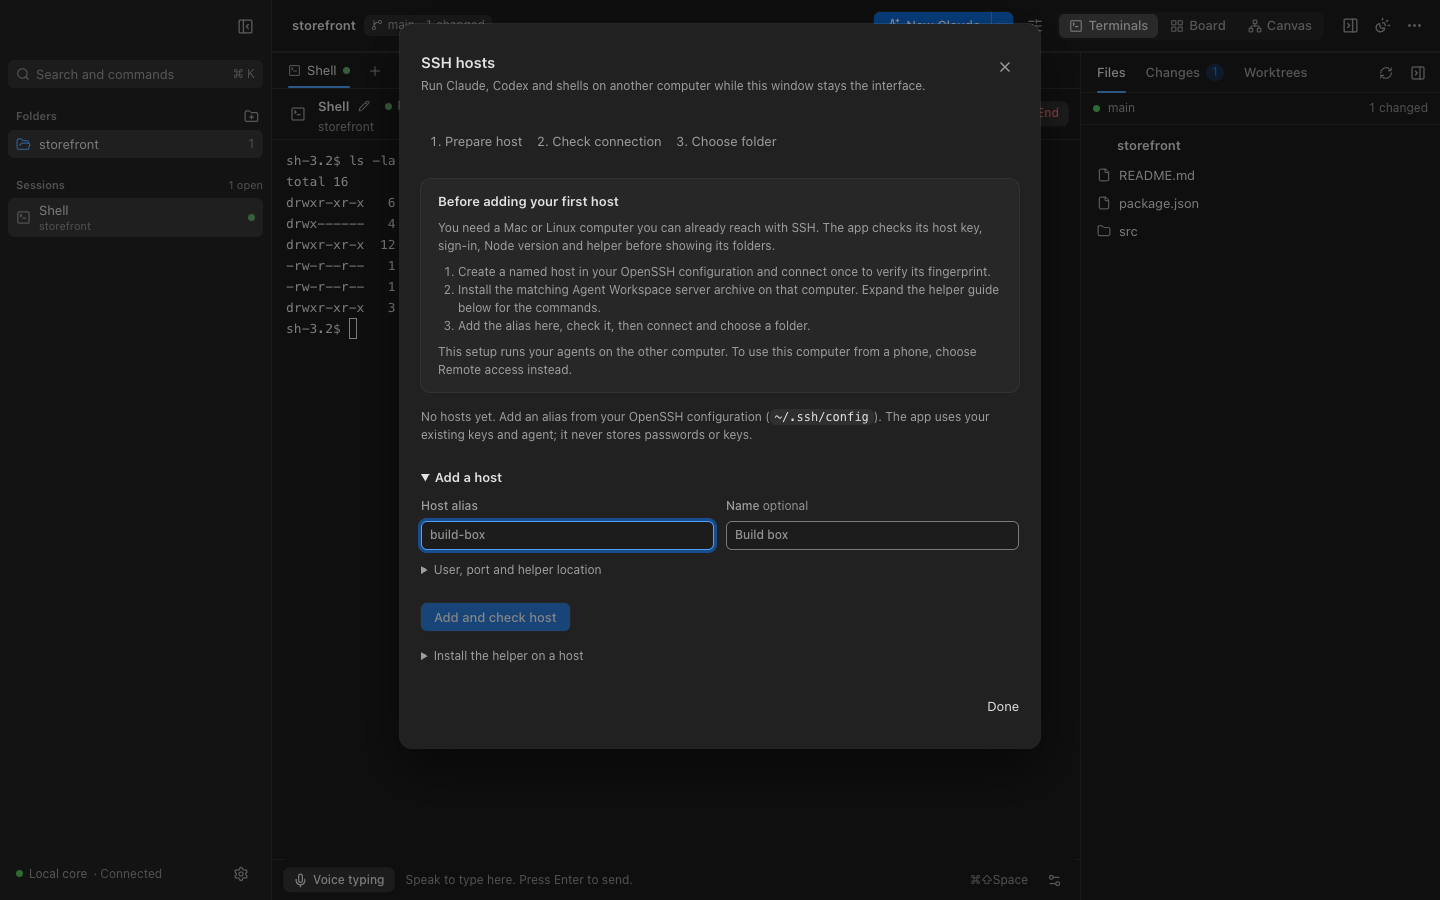 storefront
main · 1 changed
New Claude
Terminals
Board
Canvas
Search and commands
⌘ K
Folders
storefront
1
Sessions
1 open
Shell
storefront
Shell
Shell
storefront
End
sh-3.2$ ls -la
total 16
drwxr-xr-x 6
drwx------ 4
drwxr-xr-x 12
-rw-r--r-- 1
-rw-r--r-- 1
drwxr-xr-x 3
sh-3.2$
SSH hosts
Run Claude, Codex and shells on another computer while this window stays the interface.
1. Prepare host 2. Check connection 3. Choose folder
Before adding your first host
You need a Mac or Linux computer you can already reach with SSH. The app checks its host key,
sign-in, Node version and helper before showing its folders.
1. Create a named host in your OpenSSH configuration and connect once to verify its fingerprint.
2. Install the matching Agent Workspace server archive on that computer. Expand the helper guide
below for the commands.
3. Add the alias here, check it, then connect and choose a folder.
This setup runs your agents on the other computer. To use this computer from a phone, choose
Remote access instead.
No hosts yet. Add an alias from your OpenSSH configuration (~/.ssh/config). The app uses your
existing keys and agent; it never stores passwords or keys.
Add a host
Host alias
Name optional
build-box
Build box
User, port and helper location
Add and check host
Install the helper on a host
Done
Files
Changes 1
Worktrees
main
1 changed
storefront
README.md
package.json
src
Local core · Connected
Voice typing
Speak to type here. Press Enter to send.
⌘⇧Space